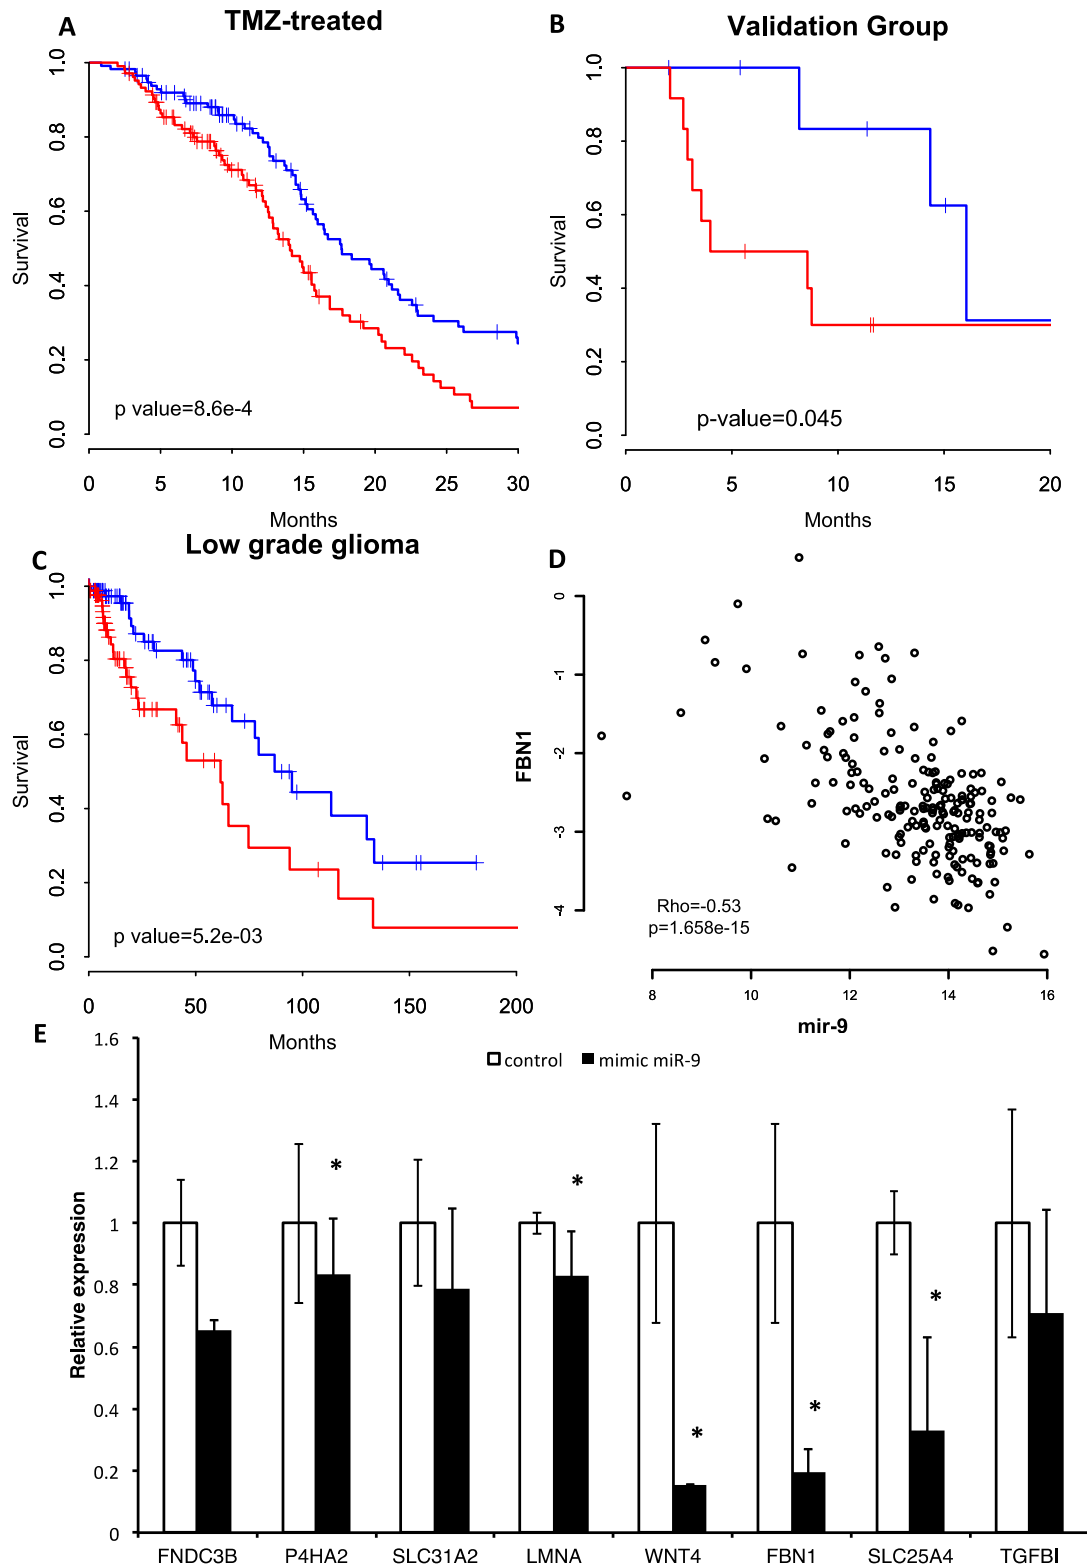 A
TMZ-treated
Survival
1.0
0.8
0.6
0.4
0.2
0.0
p value=8.6e-4
0 5 10 15 20 25 30
Months
B
Validation Group
Survival
1.0
0.8
0.6
0.4
0.2
0.0
p-value=0.045
0 5 10 15 20
Months
C
Low grade glioma
Survival
1.0
0.8
0.6
0.4
0.2
0.0
p value=5.2e-03
0 50 100 150 200
Months
D
FBN1
0
-1
-2
-3
-4
Rho=-0.53
p=1.658e-15
8 10 12 14 16
mir-9
E
control mimic miR-9
Relative expression
1.6
1.4
1.2
1
0.8
0.6
0.4
0.2
0
* * * * *
FNDC3B P4HA2 SLC31A2 LMNA WNT4 FBN1 SLC25A4 TGFBI